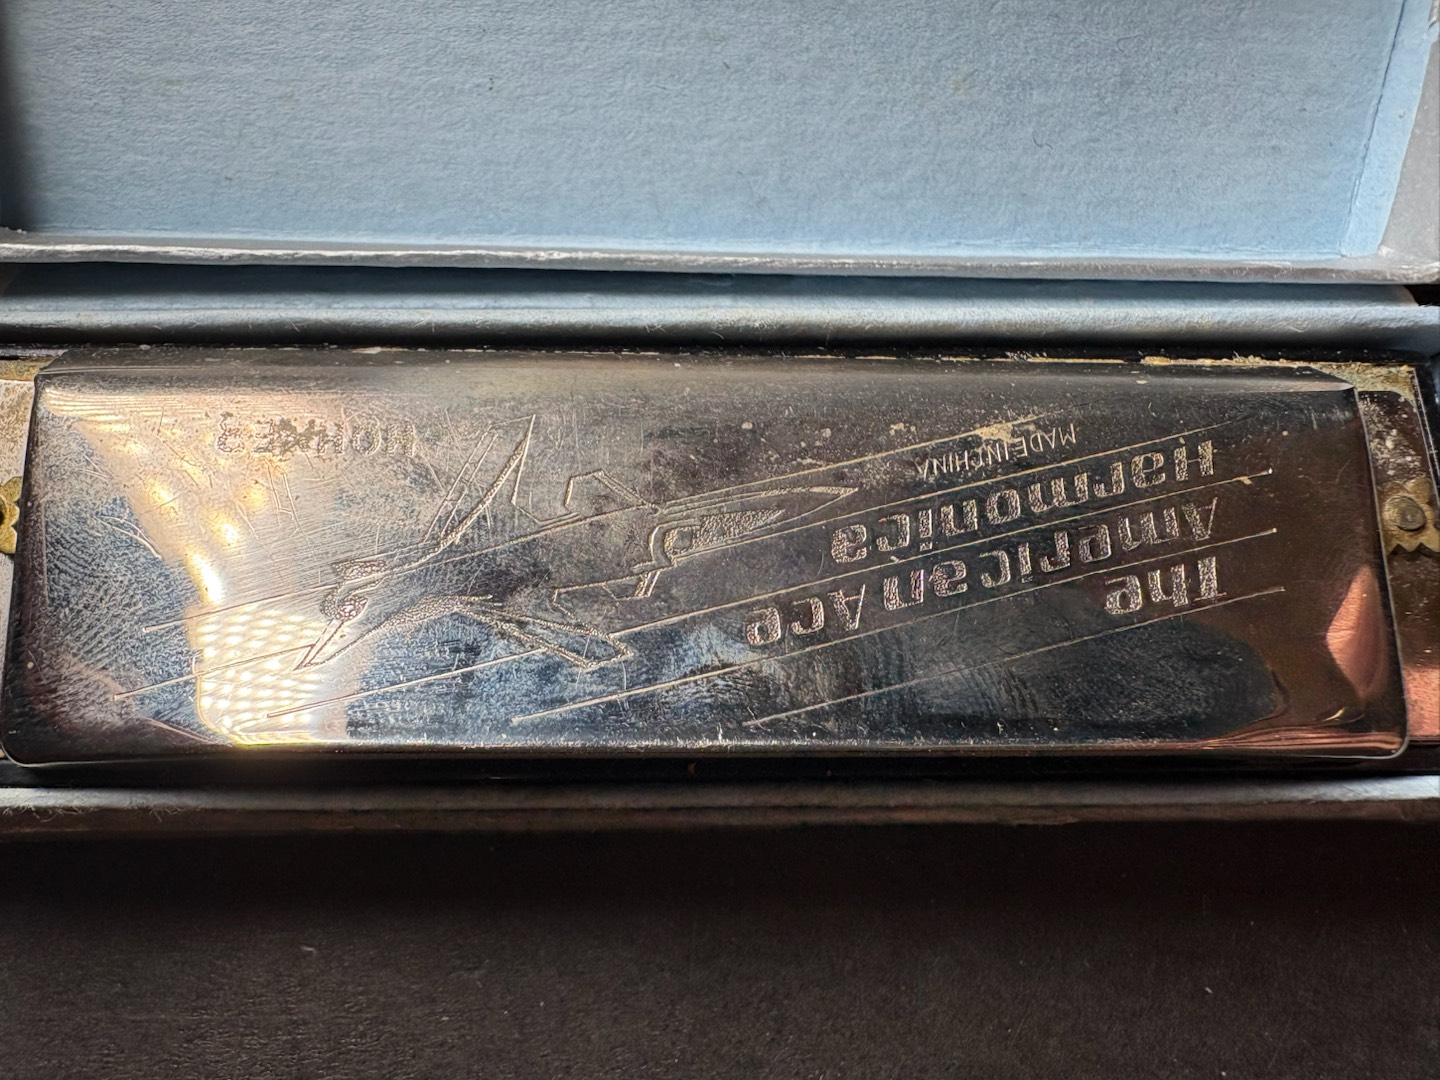 The
American Ace
Harmonica
MADE IN CHINA
HOHNER